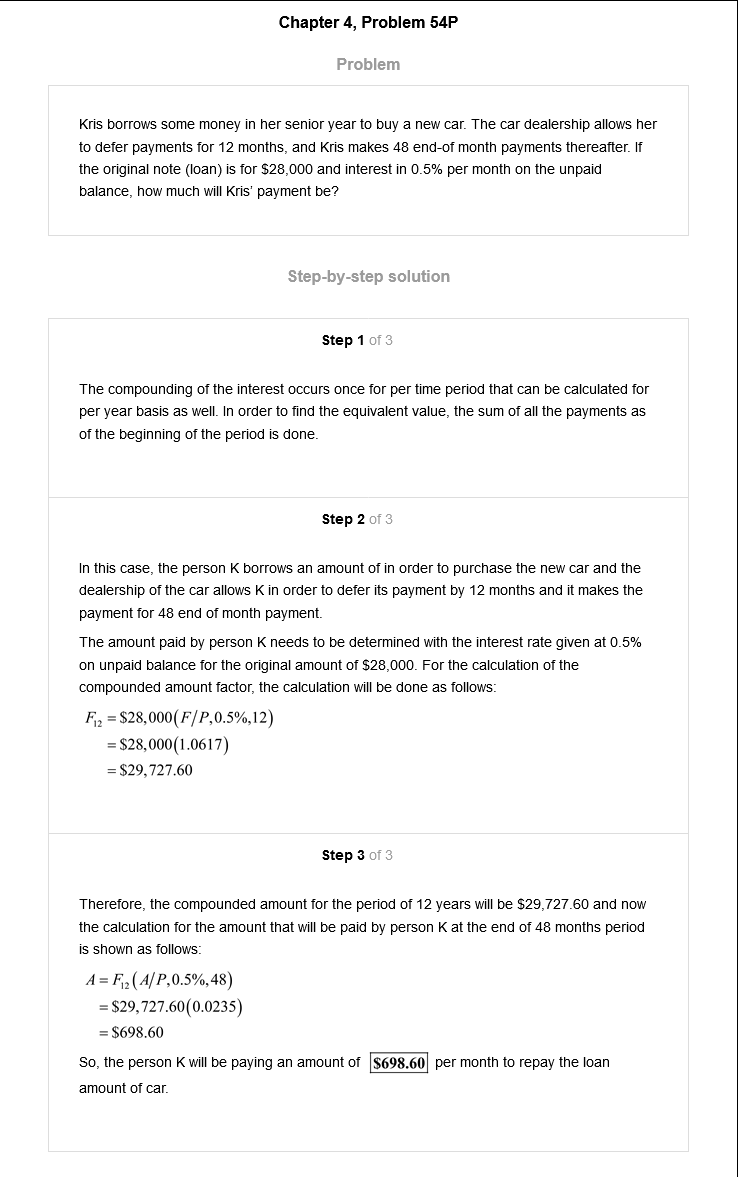 Chapter 4, Problem 54P
Problem
Kris borrows some money in her senior year to buy a new car. The car dealership allows her
to defer payments for 12 months, and Kris makes 48 end-of month payments thereafter. If
the original note (loan) is for $28,000 and interest in 0.5% per month on the unpaid
balance, how much will Kris' payment be?
Step-by-step solution
Step 1 of 3
The compounding of the interest occurs once for per time period that can be calculated for
per year basis as well. In order to find the equivalent value, the sum of all the payments as
of the beginning of the period is done.
Step 2 of 3
In this case, the person K borrows an amount of in order to purchase the new car and the
dealership of the car allows K in order to defer its payment by 12 months and it makes the
payment for 48 end of month payment.
The amount paid by person K needs to be determined with the interest rate given at 0.5%
on unpaid balance for the original amount of $28,000. For the calculation of the
compounded amount factor, the calculation will be done as follows:
F₁₂ = $28,000(F/P,0.5%,12)
= $28,000(1.0617)
= $29,727.60
Step 3 of 3
Therefore, the compounded amount for the period of 12 years will be $29,727.60 and now
the calculation for the amount that will be paid by person K at the end of 48 months period
is shown as follows:
A = F₁₂(A/P,0.5%,48)
= $29,727.60(0.0235)
= $698.60
So, the person K will be paying an amount of $698.60 per month to repay the loan
amount of car.